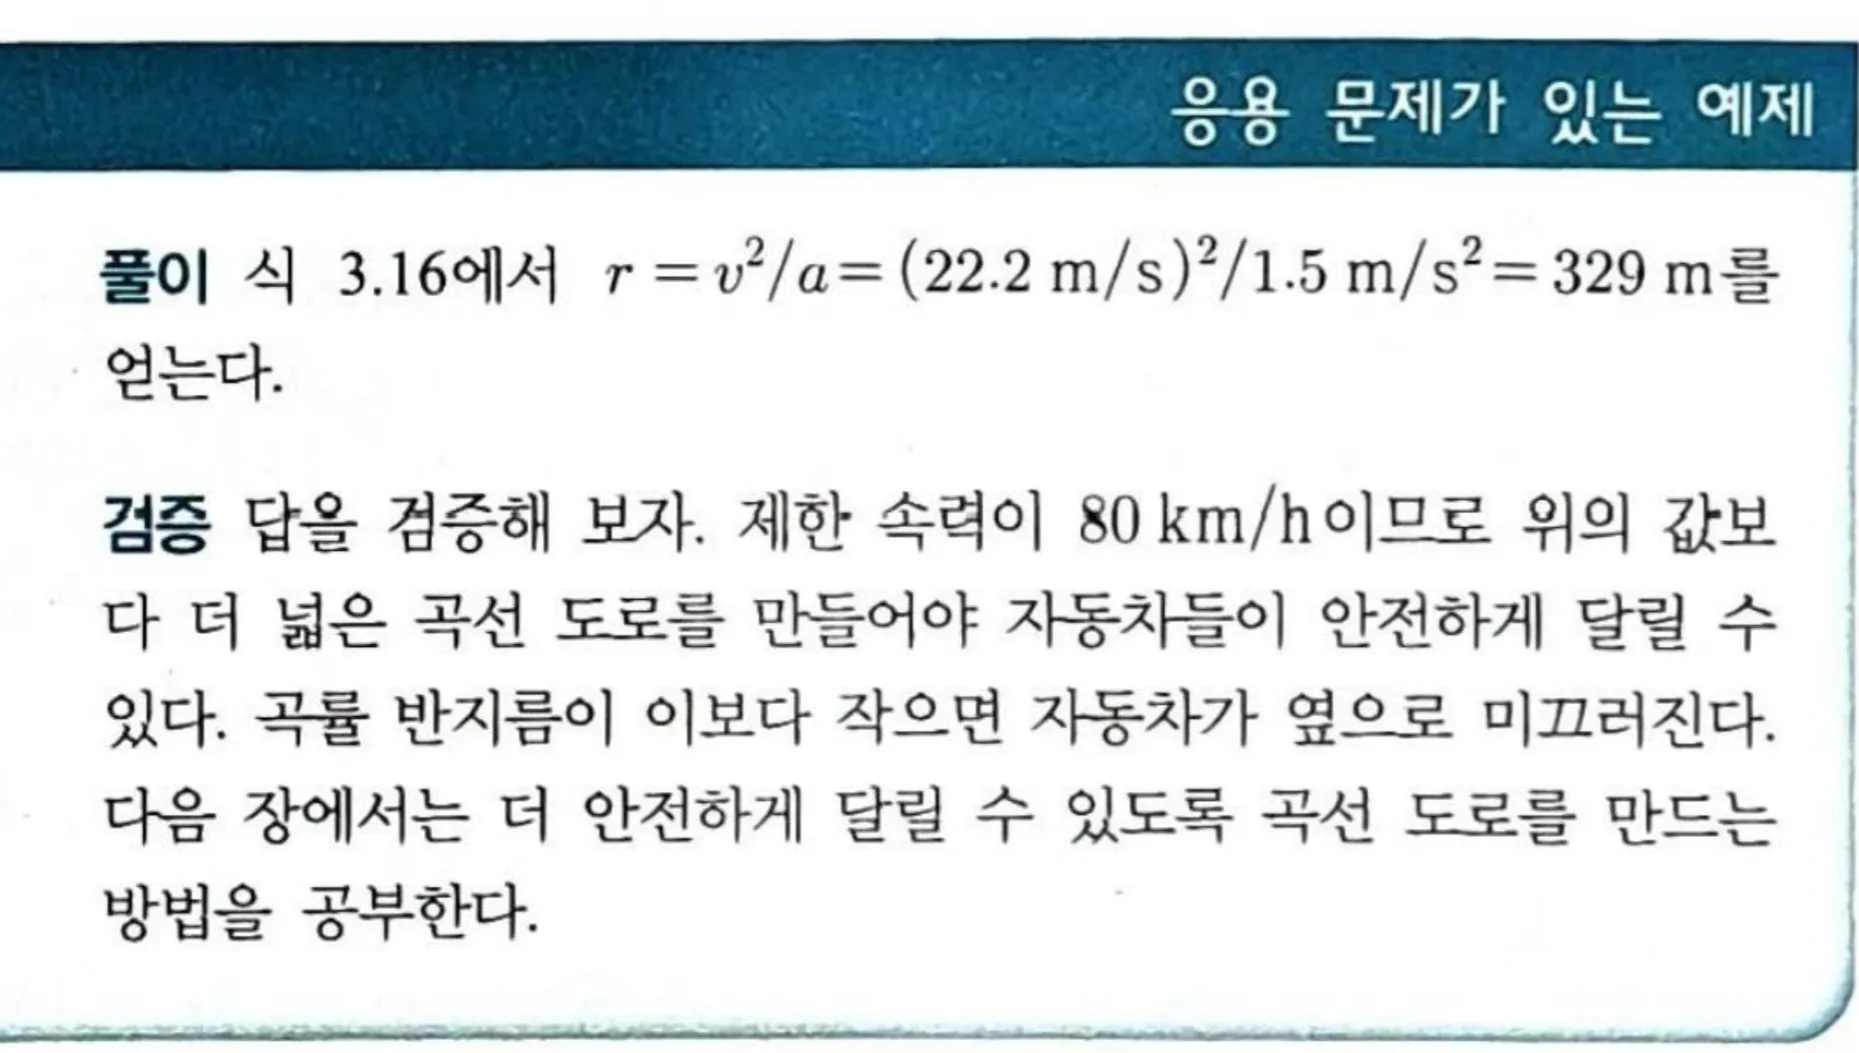 응용 문제가 있는 예제
풀이 식 3.16에서 r = v²/a = (22.2 m/s)²/1.5 m/s² = 329 m를
얻는다.
검증 답을 검증해 보자. 제한 속력이 80 km/h이므로 위의 값보
다 더 넓은 곡선 도로를 만들어야 자동차들이 안전하게 달릴 수
있다. 곡률 반지름이 이보다 작으면 자동차가 옆으로 미끄러진다.
다음 장에서는 더 안전하게 달릴 수 있도록 곡선 도로를 만드는
방법을 공부한다.